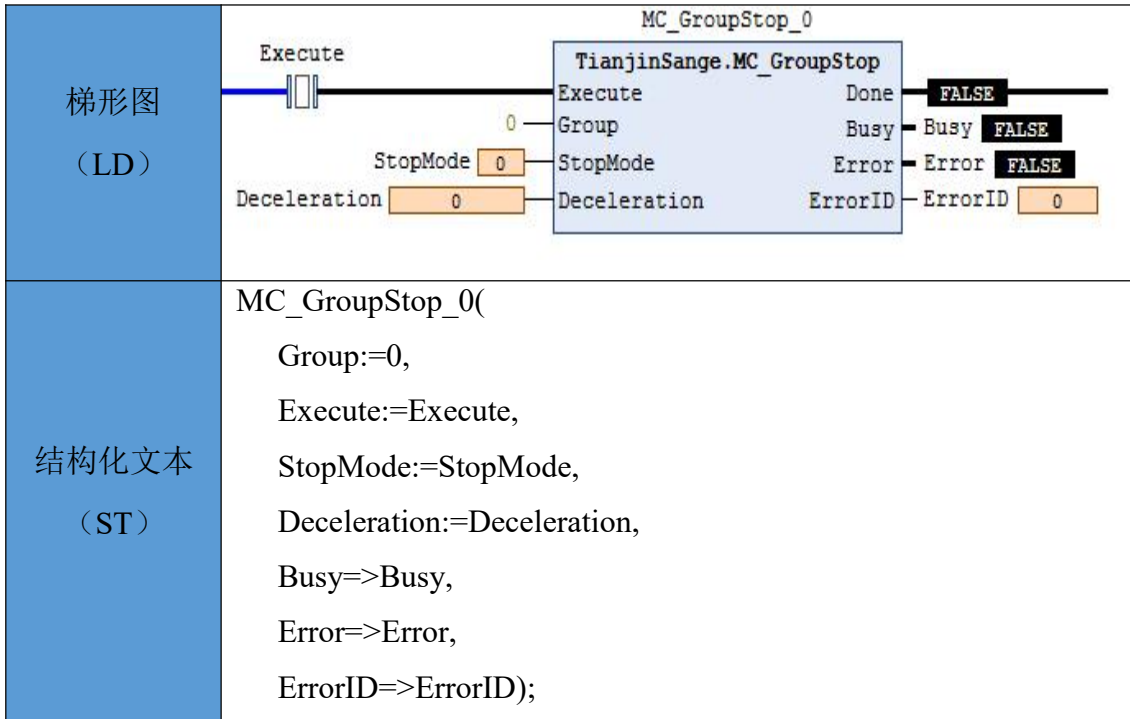 梯形图
（LD）
MC_GroupStop_0
Execute
TianjinSange.MC_GroupStop
Execute Done FALSE
0 Group Busy Busy FALSE
StopMode 0 StopMode Error Error FALSE
Deceleration 0 Deceleration ErrorID ErrorID 0
结构化文本
（ST）
MC_GroupStop_0(
Group:=0,
Execute:=Execute,
StopMode:=StopMode,
Deceleration:=Deceleration,
Busy=>Busy,
Error=>Error,
ErrorID=>ErrorID);